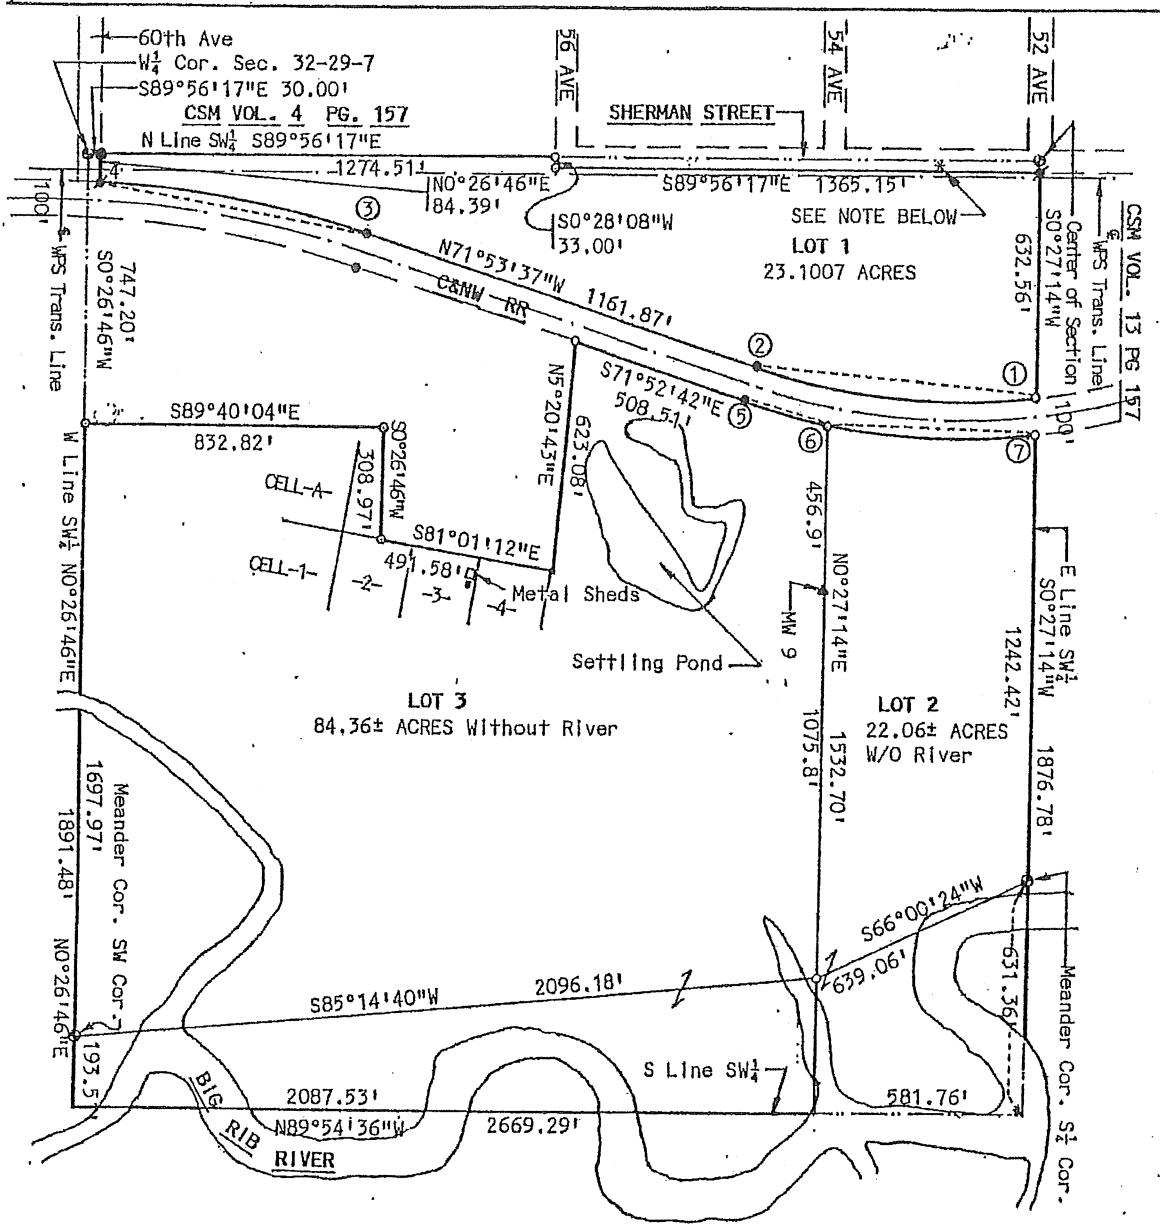 60th Ave
W¼ Cor. Sec. 32-29-7
S89°56'17"E 30.00'
CSM VOL. 4 PG. 157
N Line SW¼ S89°56'17"E
1274.51'
56 AVE
54 AVE
52 AVE
SHERMAN STREET
4
N0°26'46"E
84.39'
S89°56'17"E 1365.15'
SEE NOTE BELOW
S0°28'08"W
33.00'
LOT 1
23.1007 ACRES
632.56'
S0°27'14"W
Center of Section
WPS Trans. Line
℄
CSM VOL. 13 PG 157
100'
100'
℄ WPS Trans. Line
747.20'
S0°26'46"W
3
N71°53'37"W 1161.87'
C&NW RR
2
1
S71°52'42"E
508.51'
5
6
7
N5°20'43"E
623.08'
S89°40'04"E
832.82'
S0°26'46"W
308.97'
CELL-A
CELL-1-
-2-
-3-
-4-
S81°01'12"E
491.58'
Metal Sheds
Settling Pond
456.9'
N0°27'14"E
MW 9
1075.8'
1532.70'
E Line SW¼
S0°27'14"W
1242.42'
1876.78'
W Line SW¼ N0°26'46"E
LOT 3
84.36± ACRES Without River
LOT 2
22.06± ACRES
W/O River
1697.97'
1891.48'
N0°26'46"E
Meander Cor. SW Cor.
193.5
S66°00'24"W
639.06'
S85°14'40"W
2096.18'
631.36'
Meander Cor. S¼ Cor.
S Line SW¼
2087.53'
581.76'
N89°54'36"W
2669.29'
BIG
RIB
RIVER